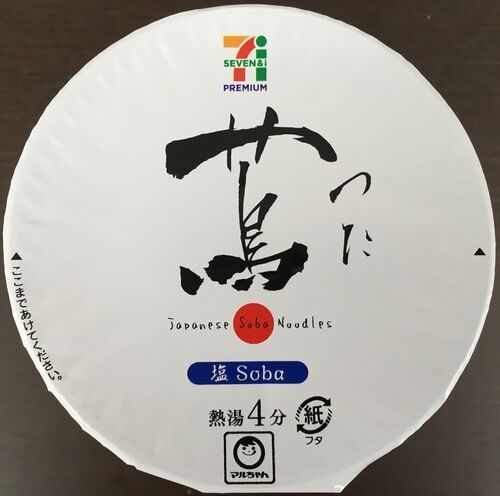 SEVEN&i
PREMIUM
蔦
つた
Japanese Soba Noodles
塩 Soba
熱湯4分
紙
フタ
マルちゃん
ここまであけてください。